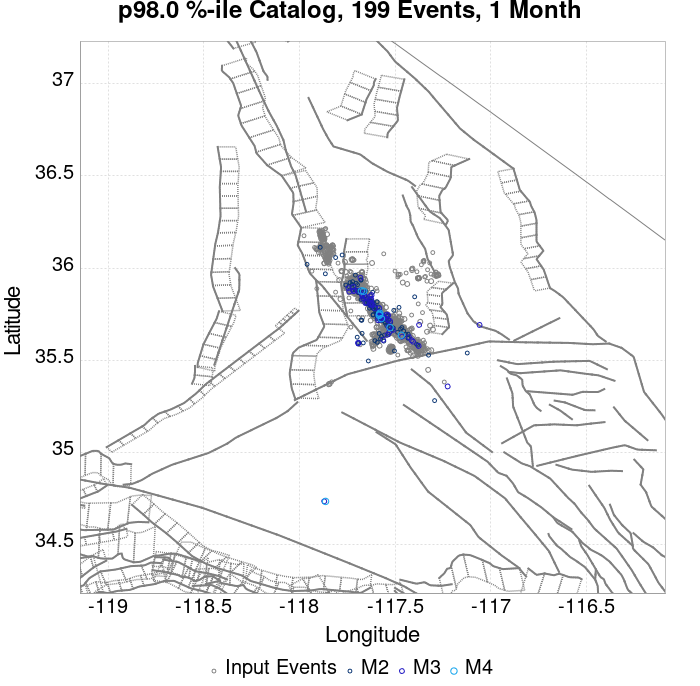 p98.0 %-ile Catalog, 199 Events, 1 Month
37
36.5
36
35.5
35
34.5
Latitude
-119
-118.5
-118
-117.5
-117
-116.5
Longitude
Input Events
M2
M3
M4